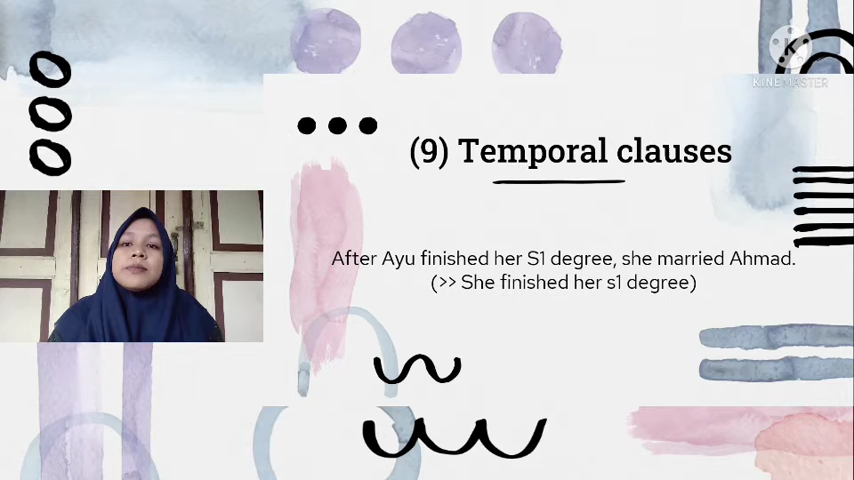 KINEMASTER
(9) Temporal clauses
After Ayu finished her S1 degree, she married Ahmad.
(>> She finished her s1 degree)